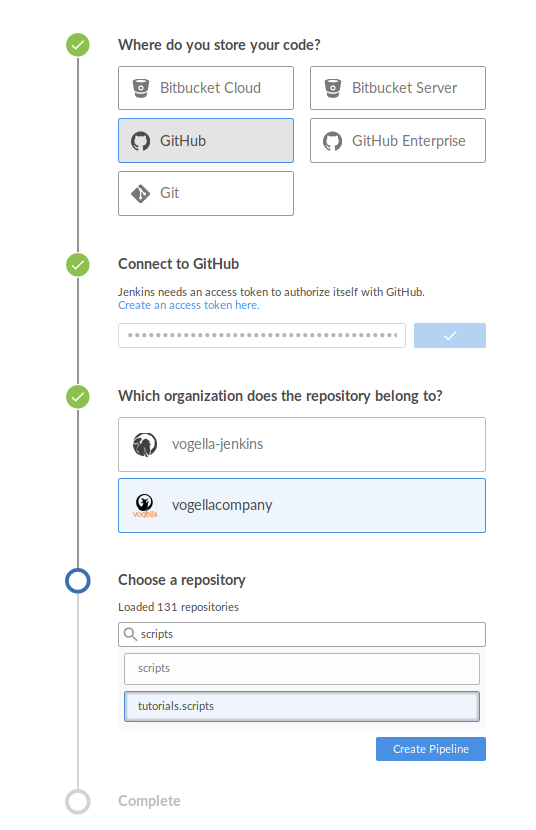 Where do you store your code?
Bitbucket Cloud
Bitbucket Server
GitHub
GitHub Enterprise
Git
Connect to GitHub
Jenkins needs an access token to authorize itself with GitHub.
Create an access token here.
Which organization does the repository belong to?
vogella-jenkins
vogella
vogellacompany
Choose a repository
Loaded 131 repositories
scripts
scripts
tutorials.scripts
Create Pipeline
Complete